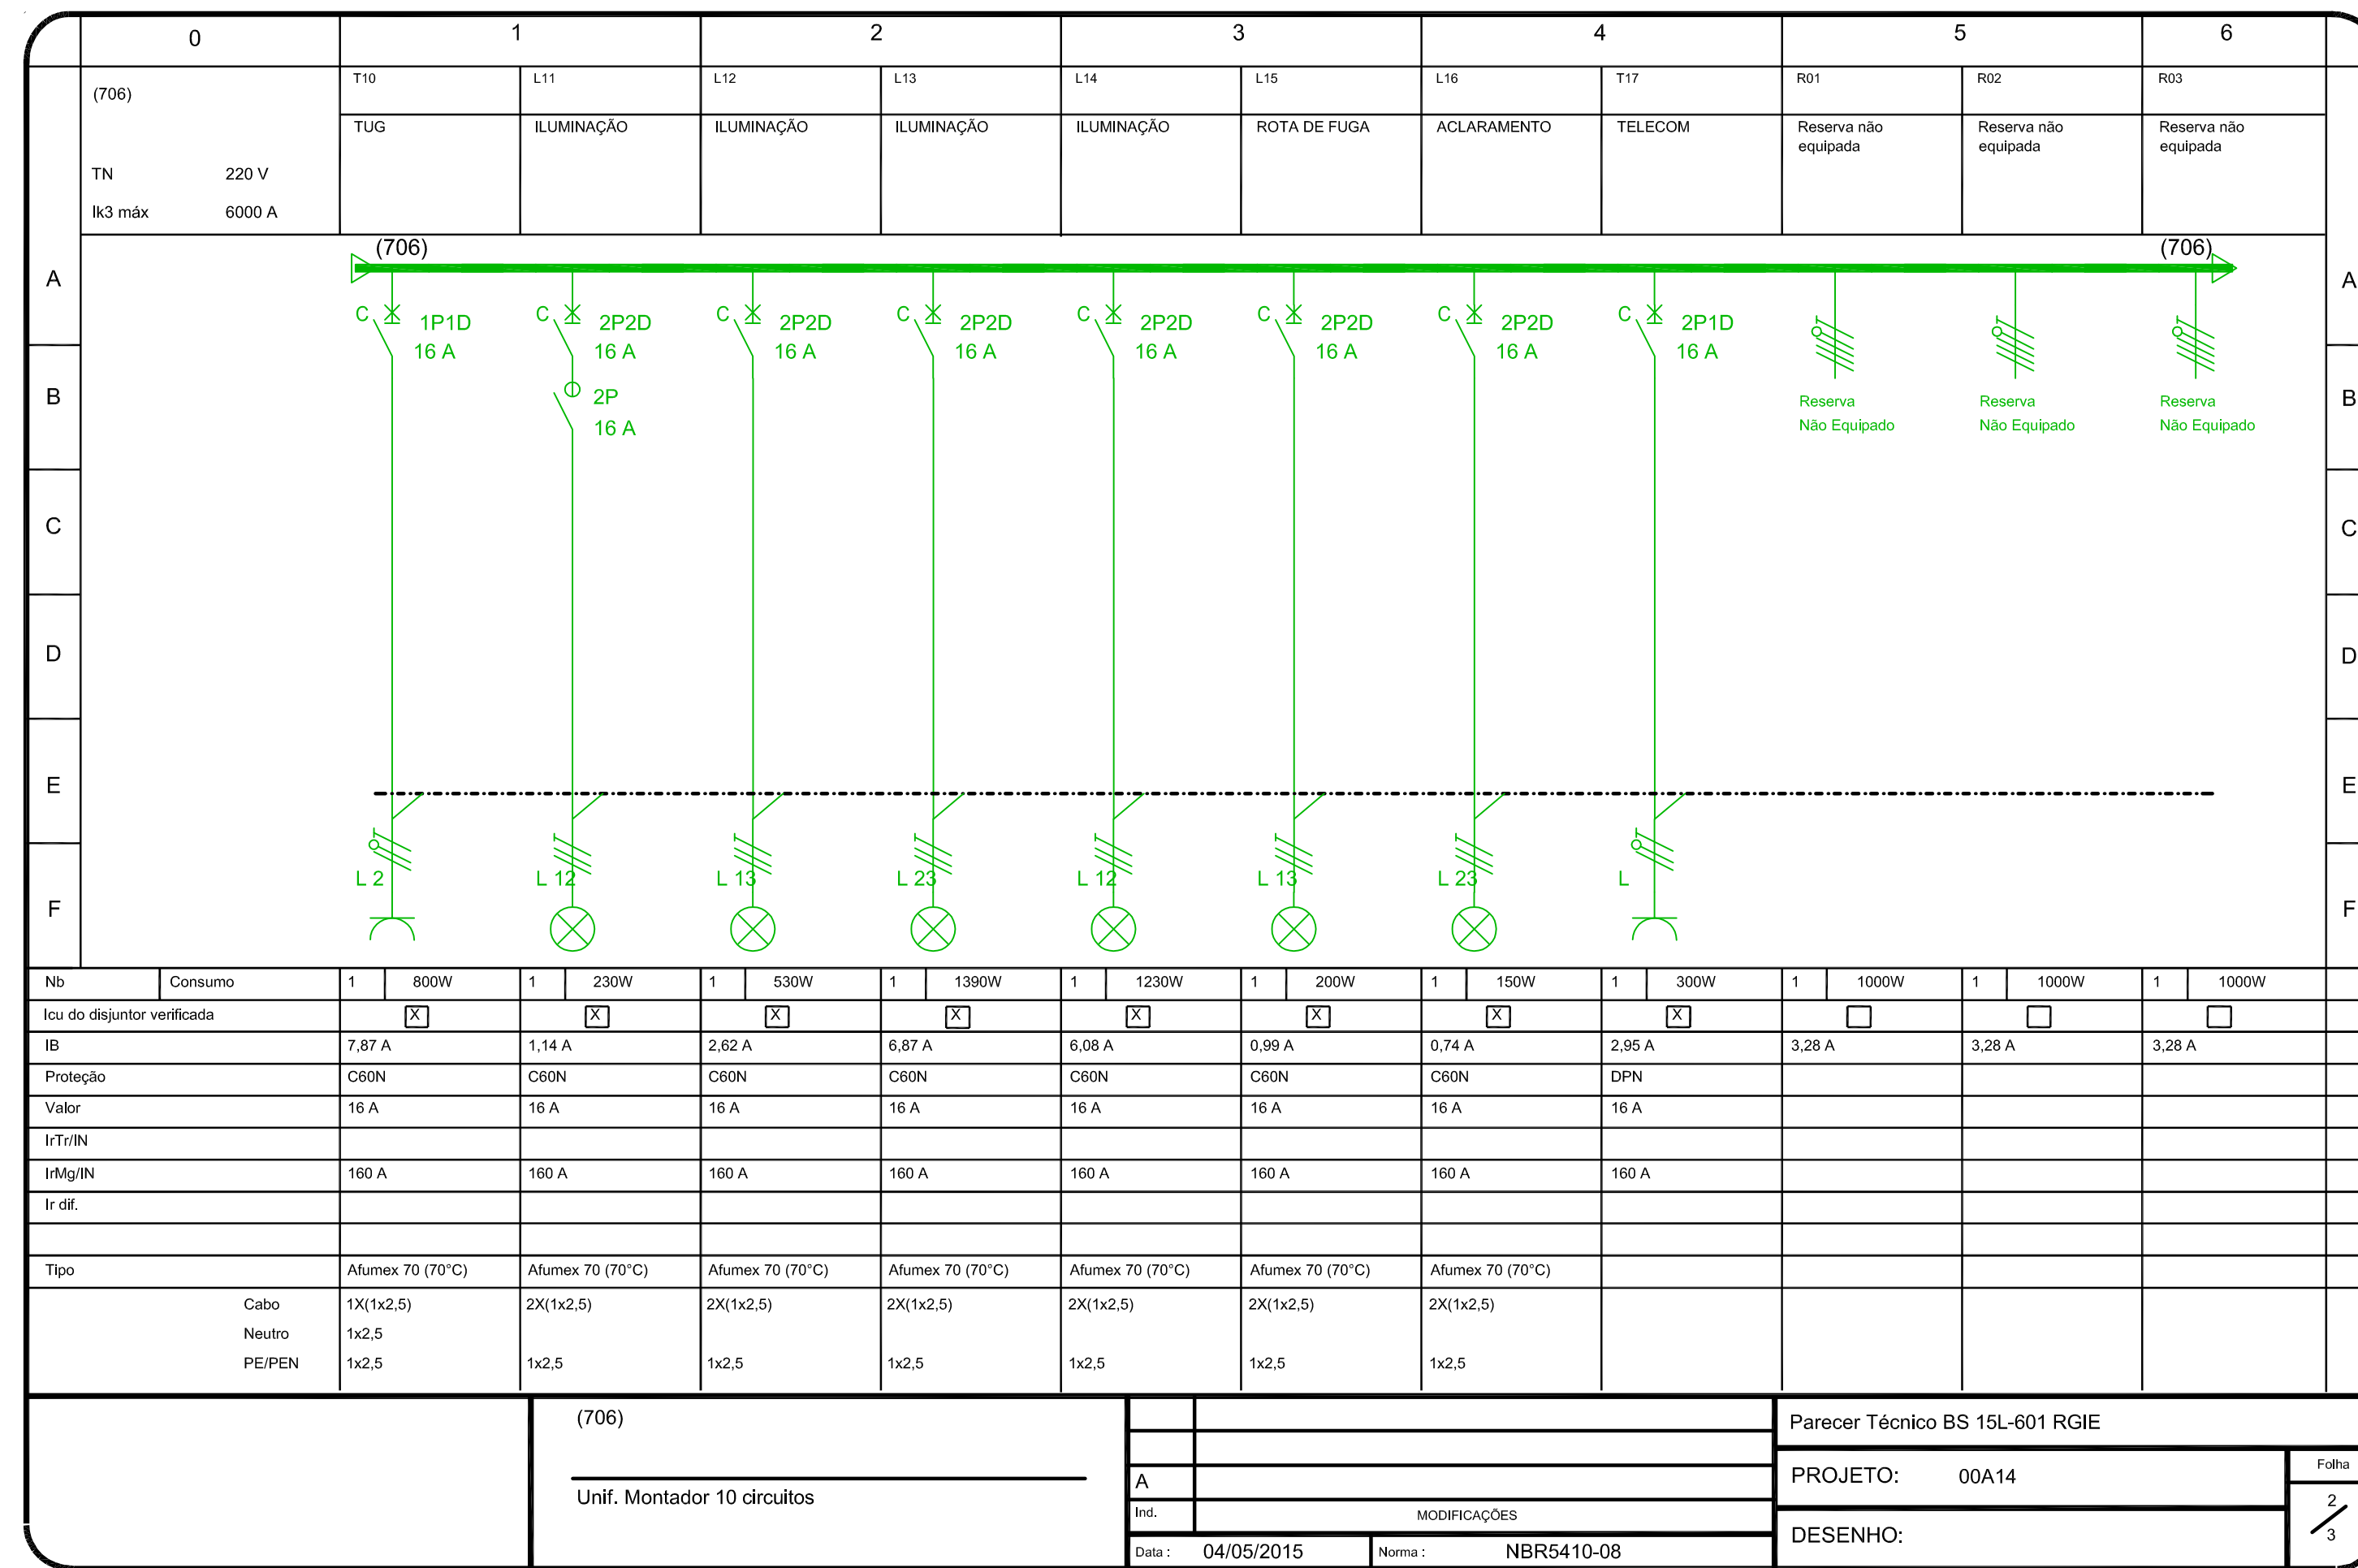 0 1 2 3 4 5 6
(706) T10 L11 L12 L13 L14 L15 L16 T17 R01 R02 R03
TUG ILUMINAÇÃO ILUMINAÇÃO ILUMINAÇÃO ILUMINAÇÃO ROTA DE FUGA ACLARAMENTO TELECOM Reserva não Reserva não Reserva não
equipada equipada equipada
TN 220 V
Ik3 máx 6000 A
(706) (706)
A A
C C C C C C C C
1P1D 2P2D 2P2D 2P2D 2P2D 2P2D 2P2D 2P1D
16 A 16 A 16 A 16 A 16 A 16 A 16 A 16 A
B 2P Reserva Reserva Reserva B
16 A Não Equipado Não Equipado Não Equipado
C C
D D
E E
L 2 L 12 L 13 L 23 L 12 L 13 L 23 L
F F
Nb Consumo 1 800W 1 230W 1 530W 1 1390W 1 1230W 1 200W 1 150W 1 300W 1 1000W 1 1000W 1 1000W
Icu do disjuntor verificada X X X X X X X X
IB 7,87 A 1,14 A 2,62 A 6,87 A 6,08 A 0,99 A 0,74 A 2,95 A 3,28 A 3,28 A 3,28 A
Proteção C60N C60N C60N C60N C60N C60N C60N DPN
Valor 16 A 16 A 16 A 16 A 16 A 16 A 16 A 16 A
IrTr/IN
IrMg/IN 160 A 160 A 160 A 160 A 160 A 160 A 160 A 160 A
Ir dif.
Tipo Afumex 70 (70°C) Afumex 70 (70°C) Afumex 70 (70°C) Afumex 70 (70°C) Afumex 70 (70°C) Afumex 70 (70°C) Afumex 70 (70°C)
Cabo 1X(1x2,5) 2X(1x2,5) 2X(1x2,5) 2X(1x2,5) 2X(1x2,5) 2X(1x2,5) 2X(1x2,5)
Neutro 1x2,5
PE/PEN 1x2,5 1x2,5 1x2,5 1x2,5 1x2,5 1x2,5 1x2,5
(706)
Unif. Montador 10 circuitos
A
Ind. MODIFICAÇÕES
Data : 04/05/2015 Norma : NBR5410-08
Parecer Técnico BS 15L-601 RGIE
PROJETO: 00A14
DESENHO:
Folha
2
3